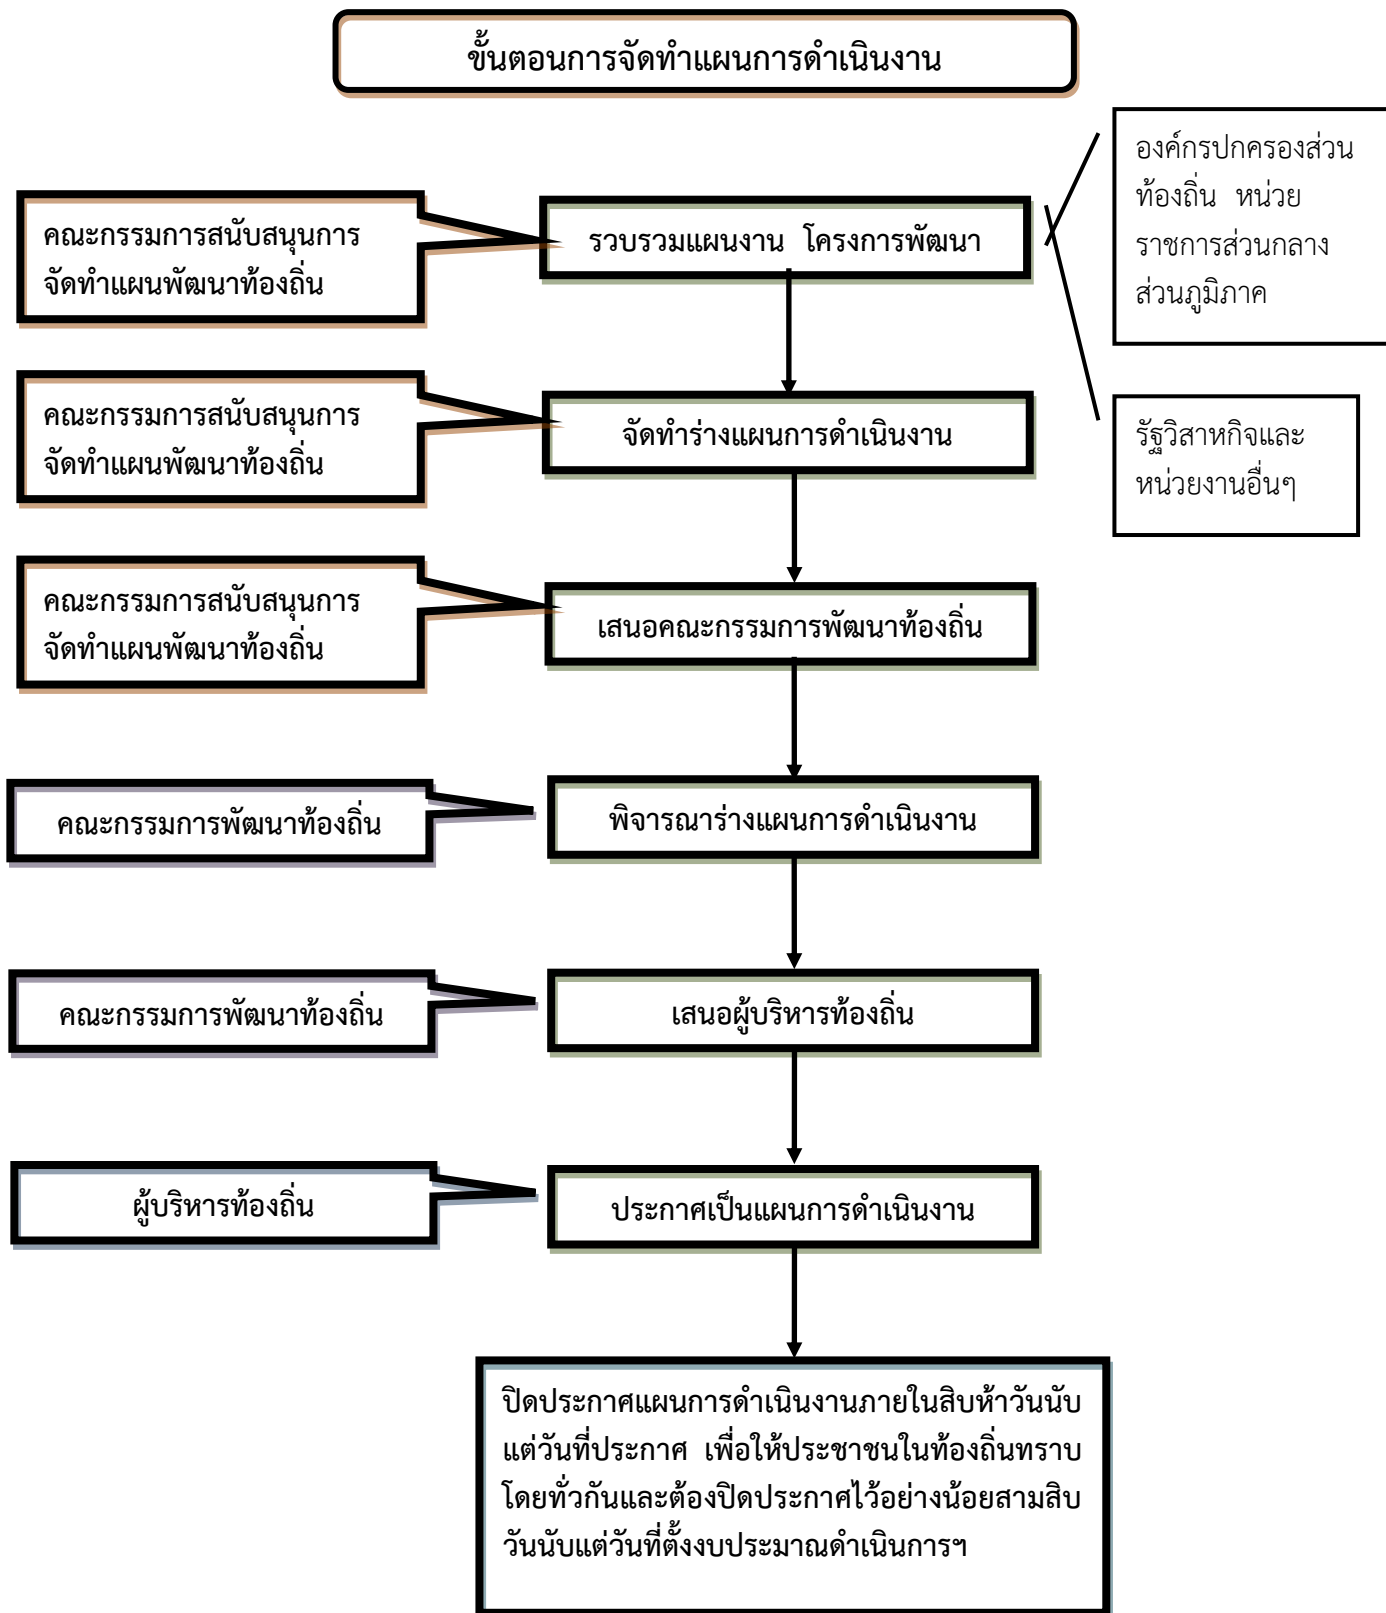 ขั้นตอนการจัดทำแผนการดำเนินงาน
องค์กรปกครองส่วน
ท้องถิ่น หน่วย
ราชการส่วนกลาง
ส่วนภูมิภาค
คณะกรรมการสนับสนุนการ
จัดทำแผนพัฒนาท้องถิ่น
รวบรวมแผนงาน โครงการพัฒนา
คณะกรรมการสนับสนุนการ
จัดทำแผนพัฒนาท้องถิ่น
จัดทำร่างแผนการดำเนินงาน
รัฐวิสาหกิจและ
หน่วยงานอื่นๆ
คณะกรรมการสนับสนุนการ
จัดทำแผนพัฒนาท้องถิ่น
เสนอคณะกรรมการพัฒนาท้องถิ่น
คณะกรรมการพัฒนาท้องถิ่น
พิจารณาร่างแผนการดำเนินงาน
คณะกรรมการพัฒนาท้องถิ่น
เสนอผู้บริหารท้องถิ่น
ผู้บริหารท้องถิ่น
ประกาศเป็นแผนการดำเนินงาน
ปิดประกาศแผนการดำเนินงานภายในสิบห้าวันนับ
แต่วันที่ประกาศ เพื่อให้ประชาชนในท้องถิ่นทราบ
โดยทั่วกันและต้องปิดประกาศไว้อย่างน้อยสามสิบ
วันนับแต่วันที่ตั้งงบประมาณดำเนินการฯ